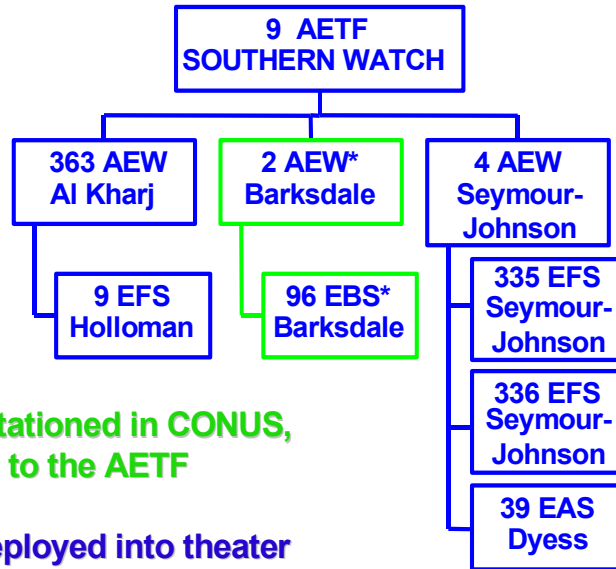 9 AETF
SOUTHERN WATCH
363 AEW
Al Kharj
2 AEW*
Barksdale
4 AEW
Seymour-
Johnson
9 EFS
Holloman
96 EBS*
Barksdale
335 EFS
Seymour-
Johnson
336 EFS
Seymour-
Johnson
39 EAS
Dyess
tationed in CONUS,
to the AETF
eployed into theater